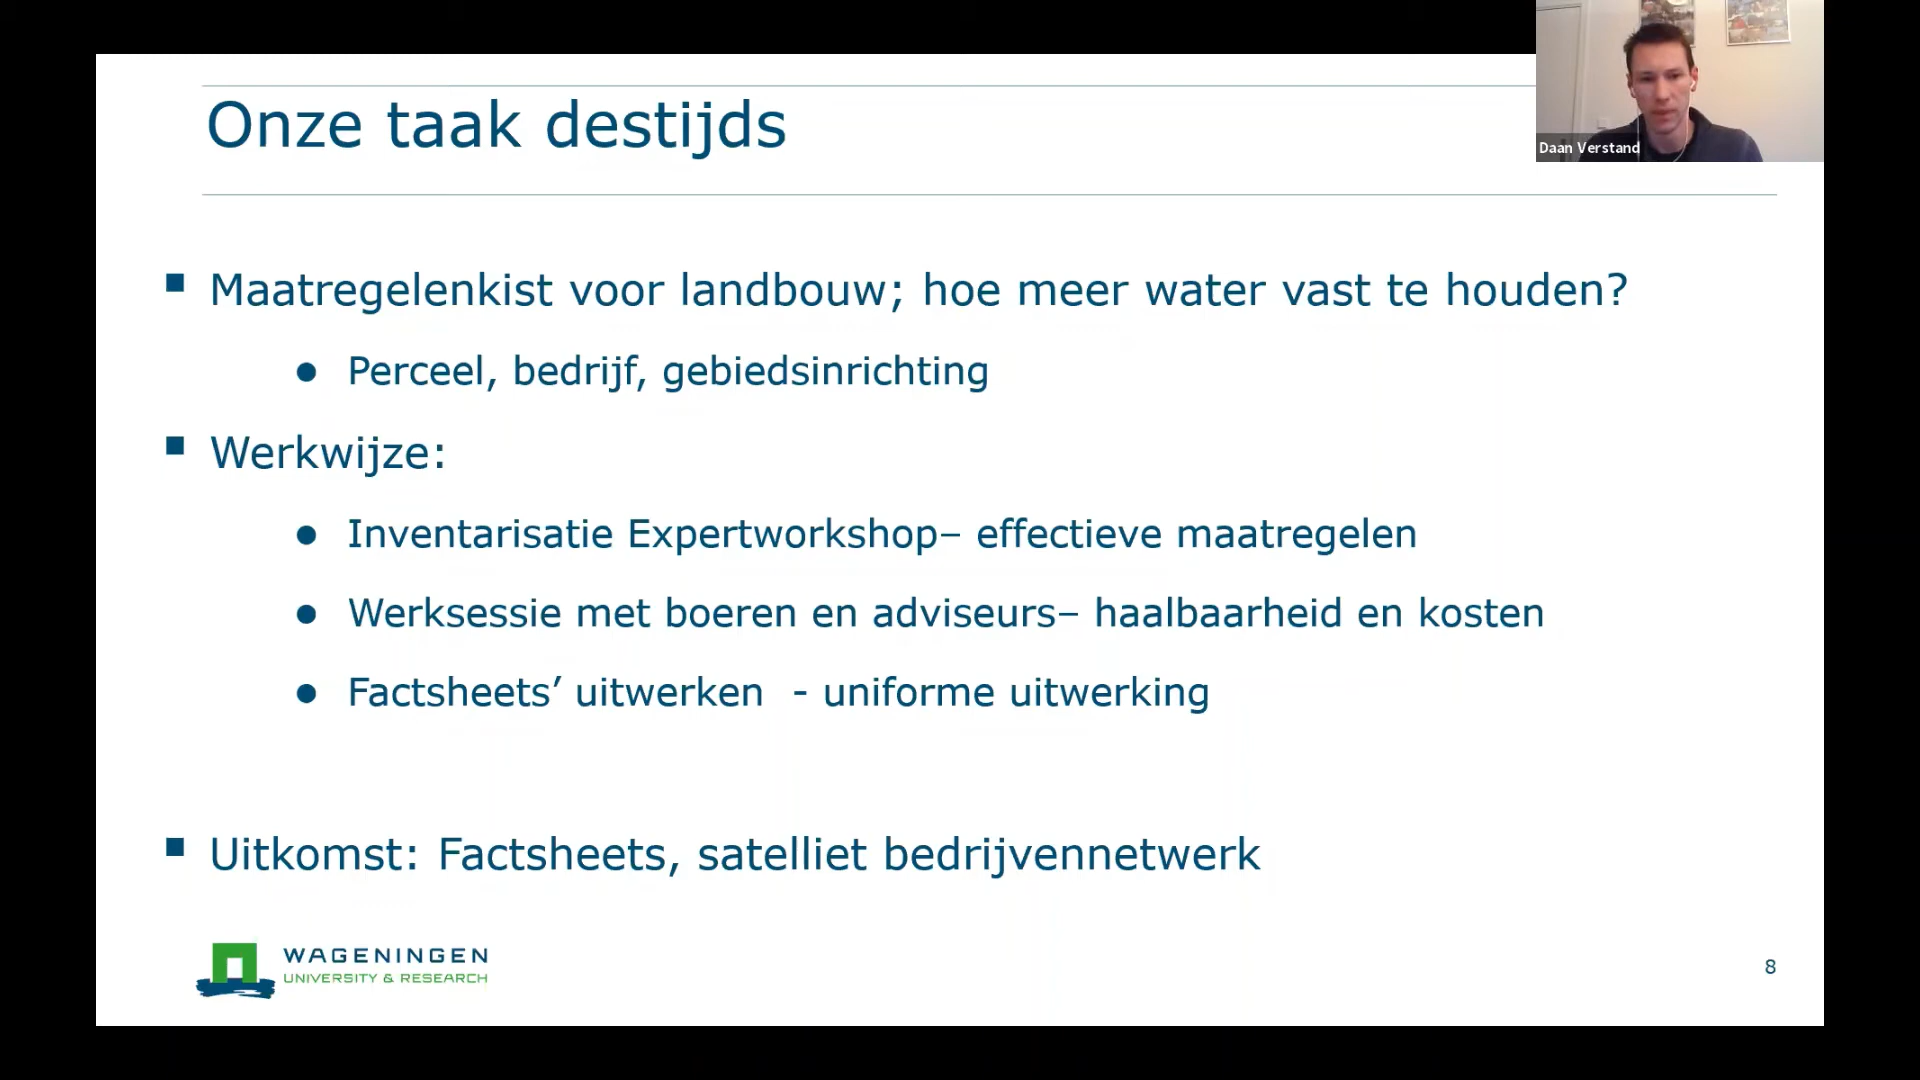 Onze taak destijds
Daan Verstand
Maatregelenkist voor landbouw; hoe meer water vast te houden?
Perceel, bedrijf, gebiedsinrichting
Werkwijze:
Inventarisatie Expertworkshop– effectieve maatregelen
Werksessie met boeren en adviseurs– haalbaarheid en kosten
Factsheets’ uitwerken - uniforme uitwerking
Uitkomst: Factsheets, satelliet bedrijvennetwerk
WAGENINGEN
UNIVERSITY & RESEARCH
8